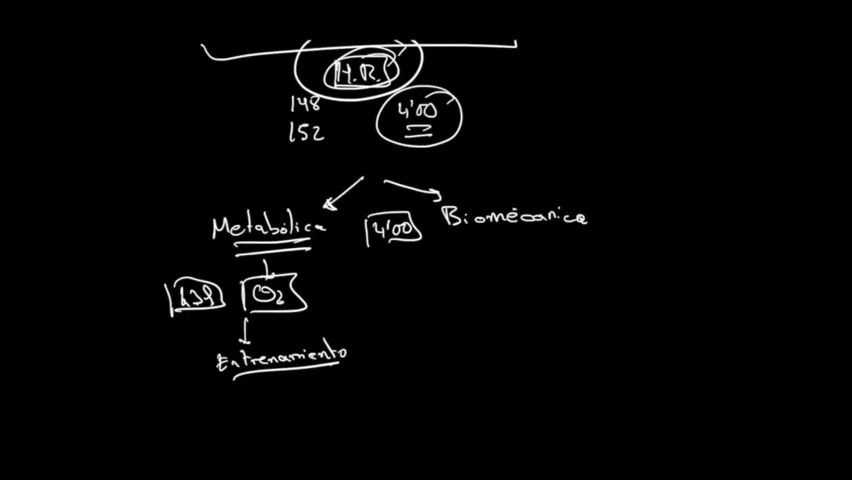 H.R.
148
4'00
152
Metabólica
4'00
Biomécanica
O₂
Entrenamiento